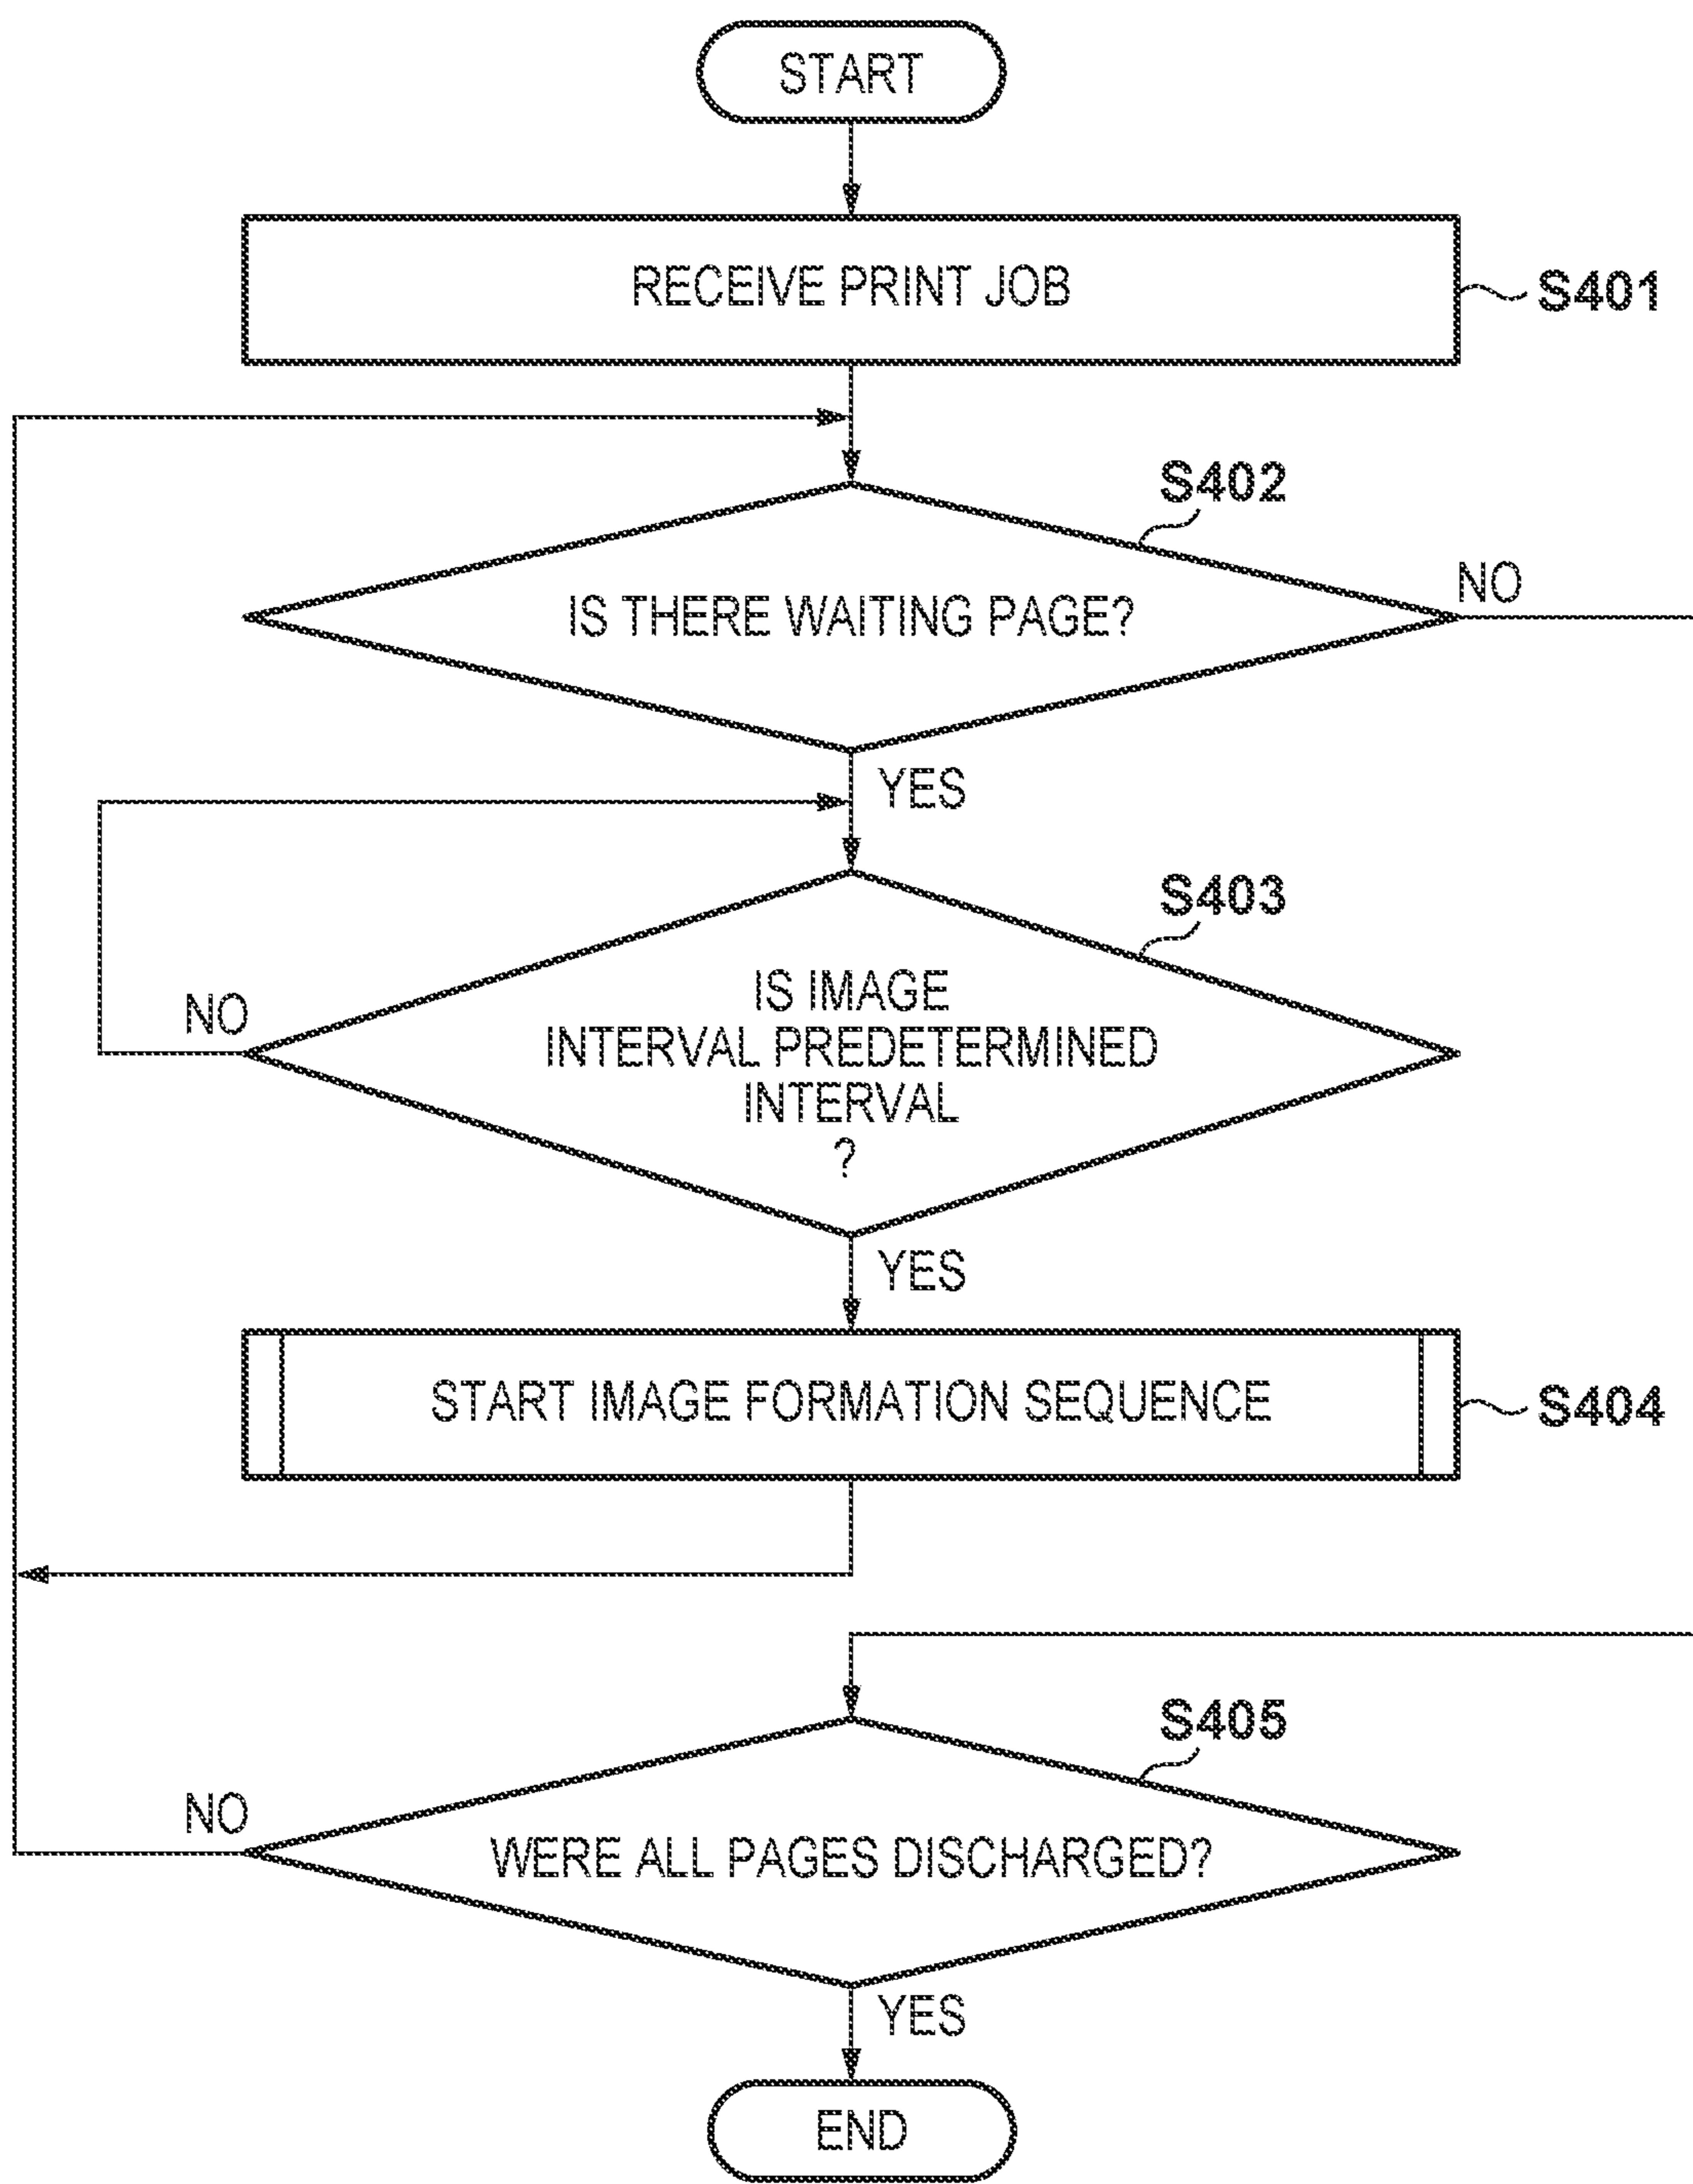 START
RECEIVE PRINT JOB
S401
S402
IS THERE WAITING PAGE?
NO
YES
S403
IS IMAGE
INTERVAL PREDETERMINED
INTERVAL
?
NO
YES
START IMAGE FORMATION SEQUENCE
S404
S405
WERE ALL PAGES DISCHARGED?
NO
YES
END